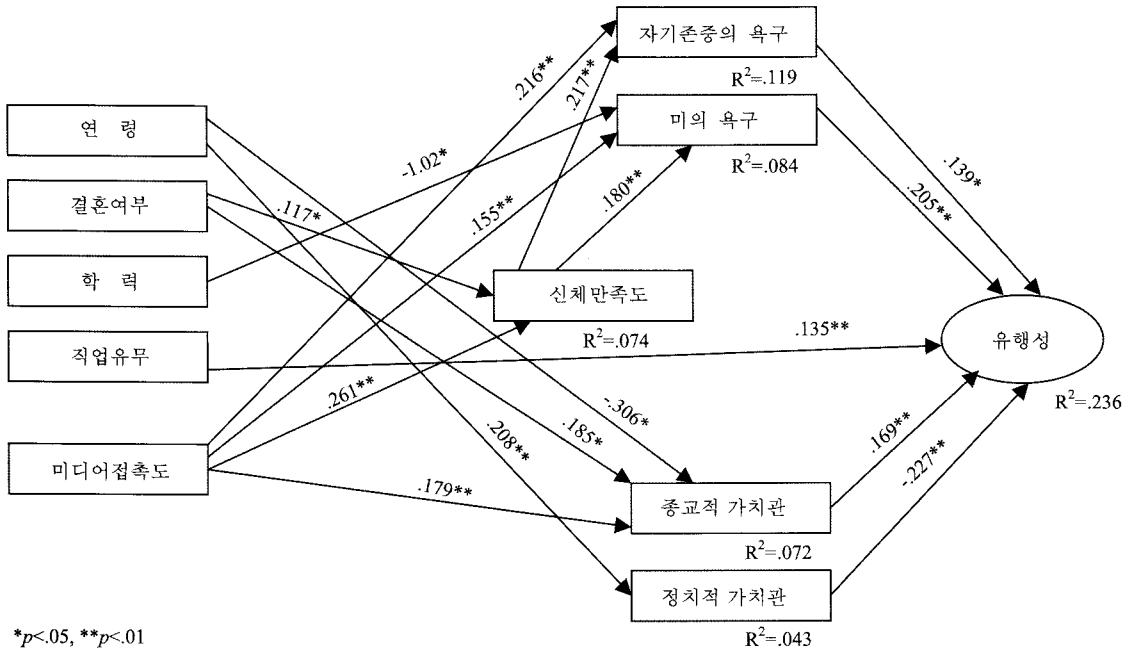 자기존중의 욕구
R²=.119
.216**
.217**
연 령
미의 욕구
R²=.084
-1.02*
.139*
.180**
.205**
결혼여부
.117*
.155**
학 력
신체만족도
R²=.074
직업유무
.135**
유행성
R²=.236
.261**
-.306*
.208**
.185*
.169**
-.227**
미디어접촉도
.179**
종교적 가치관
R²=.072
정치적 가치관
R²=.043
*p<.05, **p<.01